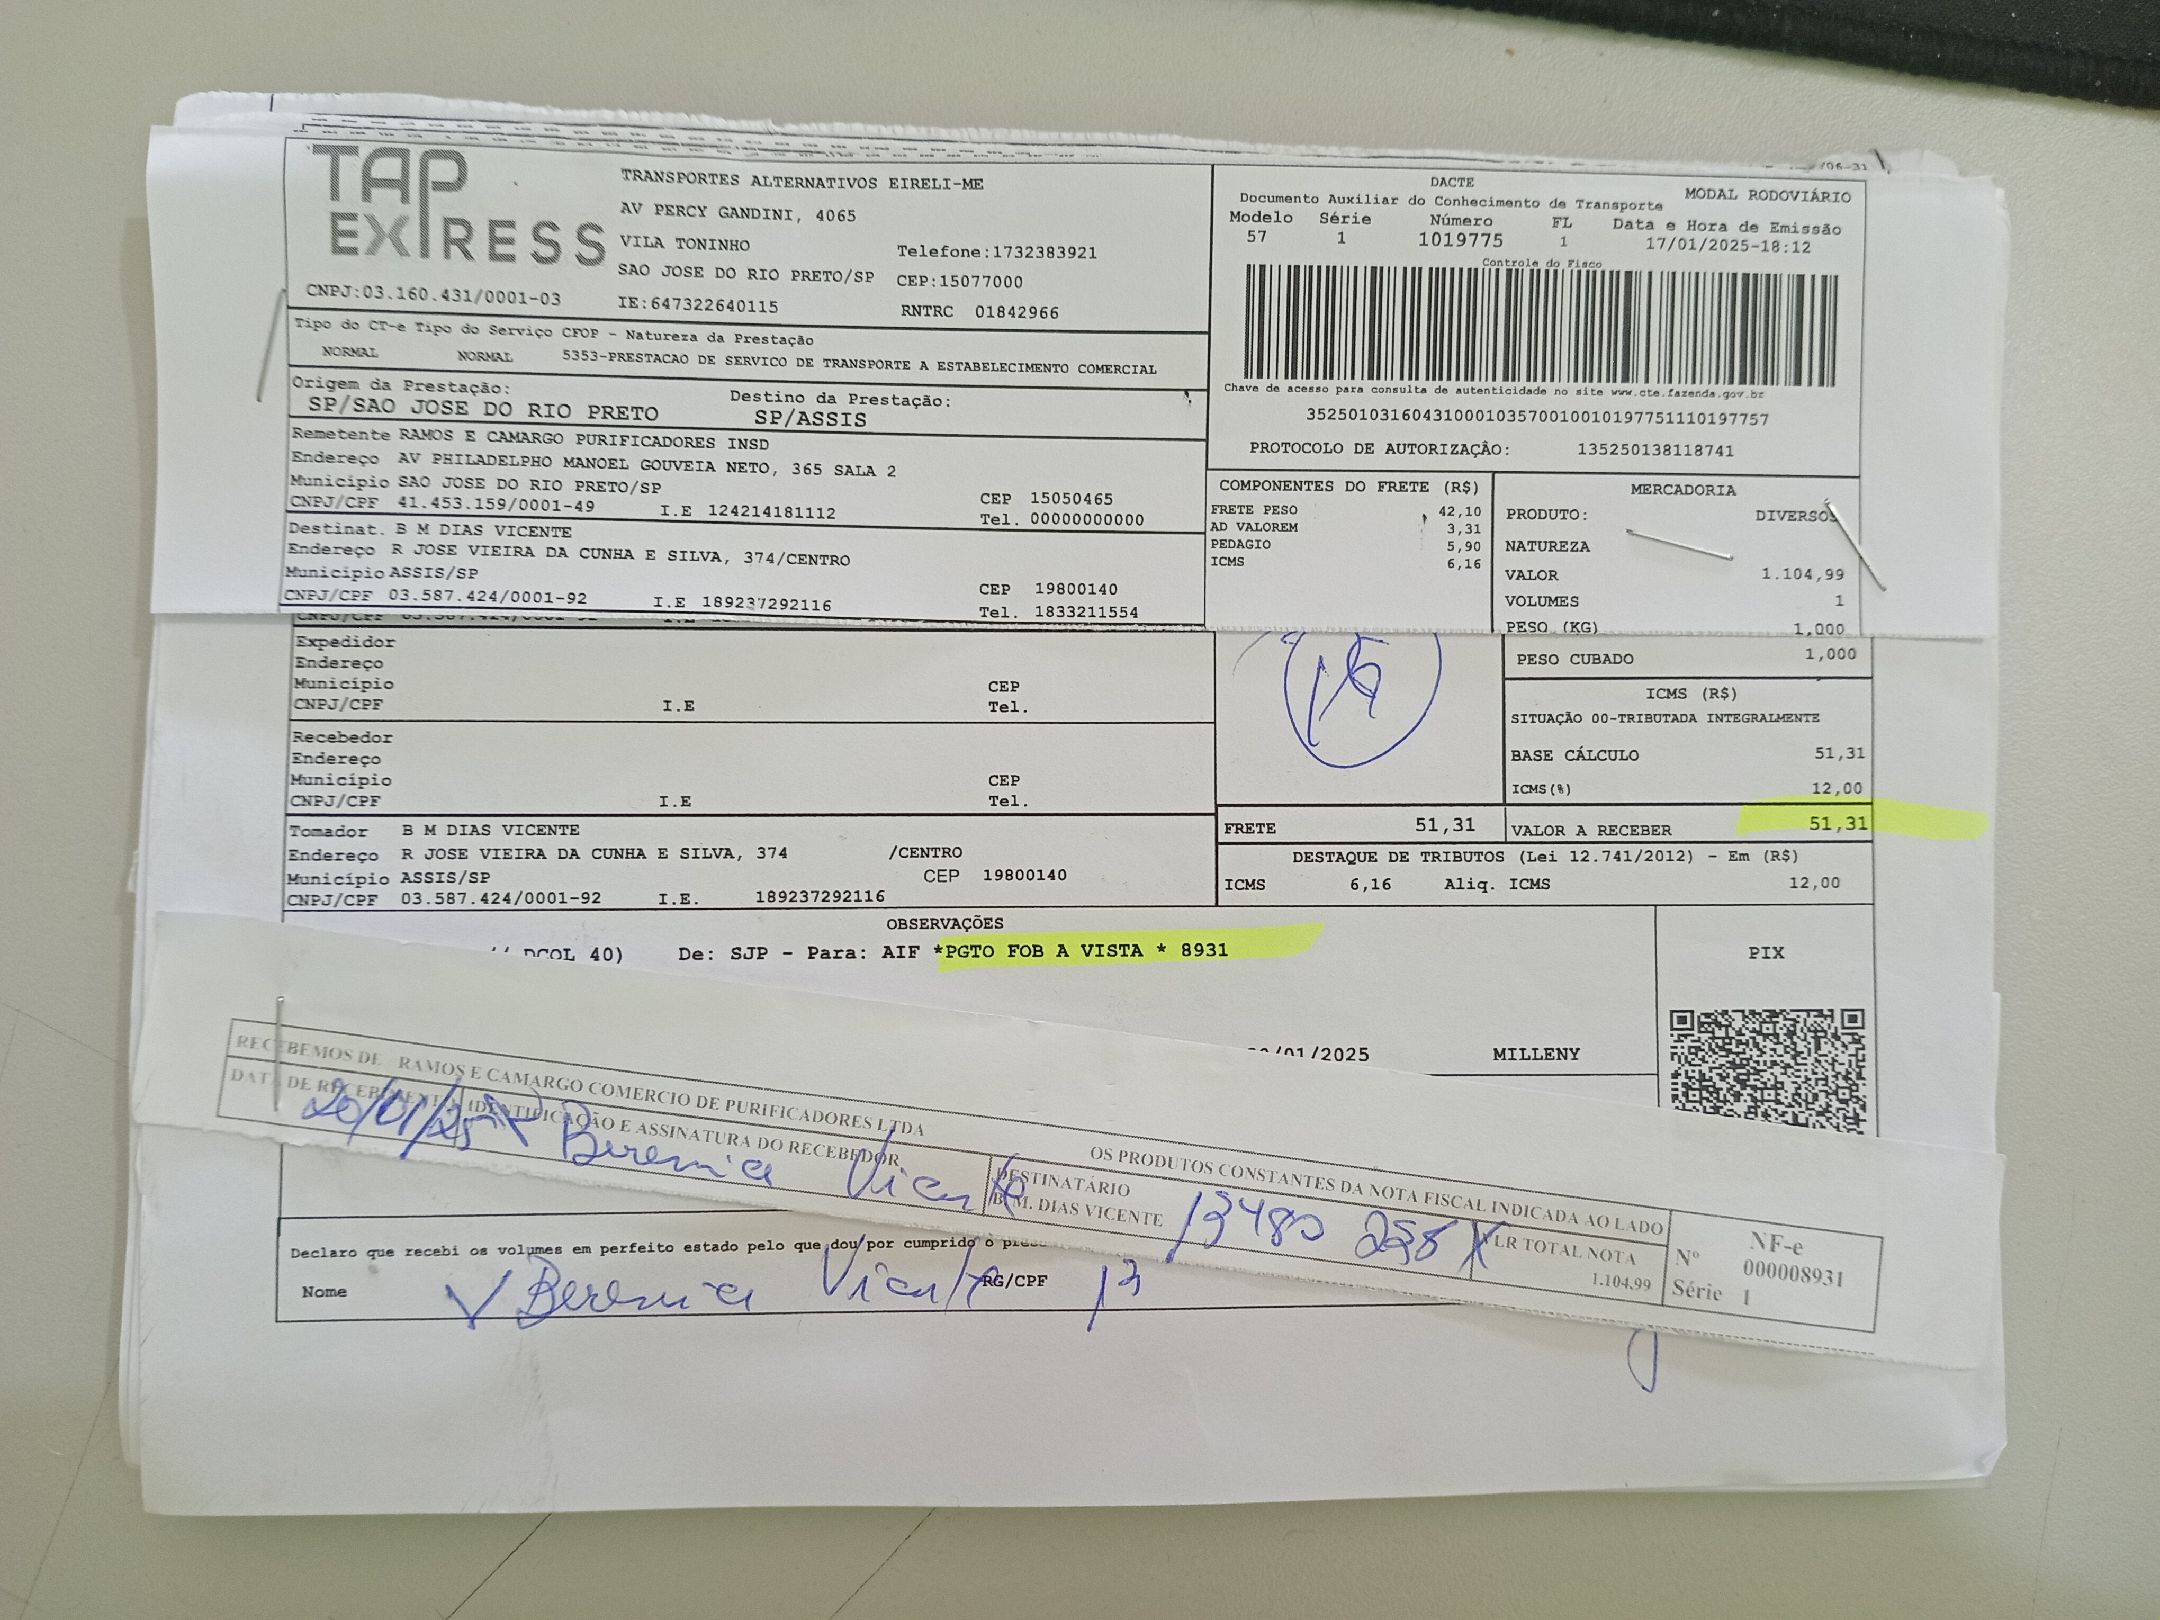 TAP EXPRESS
TRANSPORTES ALTERNATIVOS EIRELI-ME
AV PERCY GANDINI, 4065
VILA TONINHO Telefone:1732383921
SAO JOSE DO RIO PRETO/SP CEP:15077000
CNPJ:03.160.431/0001-03 IE:647322640115 RNTRC 01842966
DACTE MODAL RODOVIÁRIO
Documento Auxiliar do Conhecimento de Transporte
Modelo Série Número FL Data e Hora de Emissão
57 1 1019775 1 17/01/2025-18:12
Controle do Fisco
Chave de acesso para consulta de autenticidade no site www.cte.fazenda.gov.br
35250103160431000103570010010197751110197757
PROTOCOLO DE AUTORIZAÇÂO: 135250138118741
Tipo do CT-e Tipo do Serviço CFOP - Natureza da Prestação
NORMAL NORMAL 5353-PRESTACAO DE SERVICO DE TRANSPORTE A ESTABELECIMENTO COMERCIAL
Origem da Prestação: Destino da Prestação:
SP/SAO JOSE DO RIO PRETO SP/ASSIS
Remetente RAMOS E CAMARGO PURIFICADORES INSD
Endereço AV PHILADELPHO MANOEL GOUVEIA NETO, 365 SALA 2
Município SAO JOSE DO RIO PRETO/SP CEP 15050465
CNPJ/CPF 41.453.159/0001-49 I.E 124214181112 Tel. 00000000000
Destinat. B M DIAS VICENTE
Endereço R JOSE VIEIRA DA CUNHA E SILVA, 374/CENTRO
Município ASSIS/SP CEP 19800140
CNPJ/CPF 03.587.424/0001-92 I.E 189237292116 Tel. 1833211554
COMPONENTES DO FRETE (R$)
FRETE PESO 42,10
AD VALOREM 3,31
PEDAGIO 5,90
ICMS 6,16
MERCADORIA
PRODUTO: DIVERSOS
NATUREZA
VALOR 1.104,99
VOLUMES 1
PESO (KG) 1,000
PESO CUBADO 1,000
Expedidor
Endereço
Município CEP
CNPJ/CPF I.E Tel.
Recebedor
Endereço
Município CEP
CNPJ/CPF I.E Tel.
ICMS (R$)
SITUAÇÃO 00-TRIBUTADA INTEGRALMENTE
BASE CÁLCULO 51,31
ICMS(%) 12,00
FRETE 51,31 VALOR A RECEBER 51,31
Tomador B M DIAS VICENTE
Endereço R JOSE VIEIRA DA CUNHA E SILVA, 374 /CENTRO
Município ASSIS/SP CEP 19800140
CNPJ/CPF 03.587.424/0001-92 I.E. 189237292116
DESTAQUE DE TRIBUTOS (Lei 12.741/2012) - Em (R$)
ICMS 6,16 Aliq. ICMS 12,00
OBSERVAÇÕES
40) De: SJP - Para: AIF *PGTO FOB A VISTA * 8931
PIX
/01/2025 MILLENY
RECEBEMOS DE RAMOS E CAMARGO COMERCIO DE PURIFICADORES LTDA OS PRODUTOS CONSTANTES DA NOTA FISCAL INDICADA AO LADO
DATA DE RECEBIMENTO IDENTIFICAÇÃO E ASSINATURA DO RECEBEDOR
20/01/25 Berenice Vicente
DESTINATÁRIO
B. M. DIAS VICENTE
VLR TOTAL NOTA
1.104,99
NF-e
Nº 000008931
Série 1
Declaro que recebi os volumes em perfeito estado pelo que dou por cumprido o
Nome Berenice Vicente RG/CPF 13